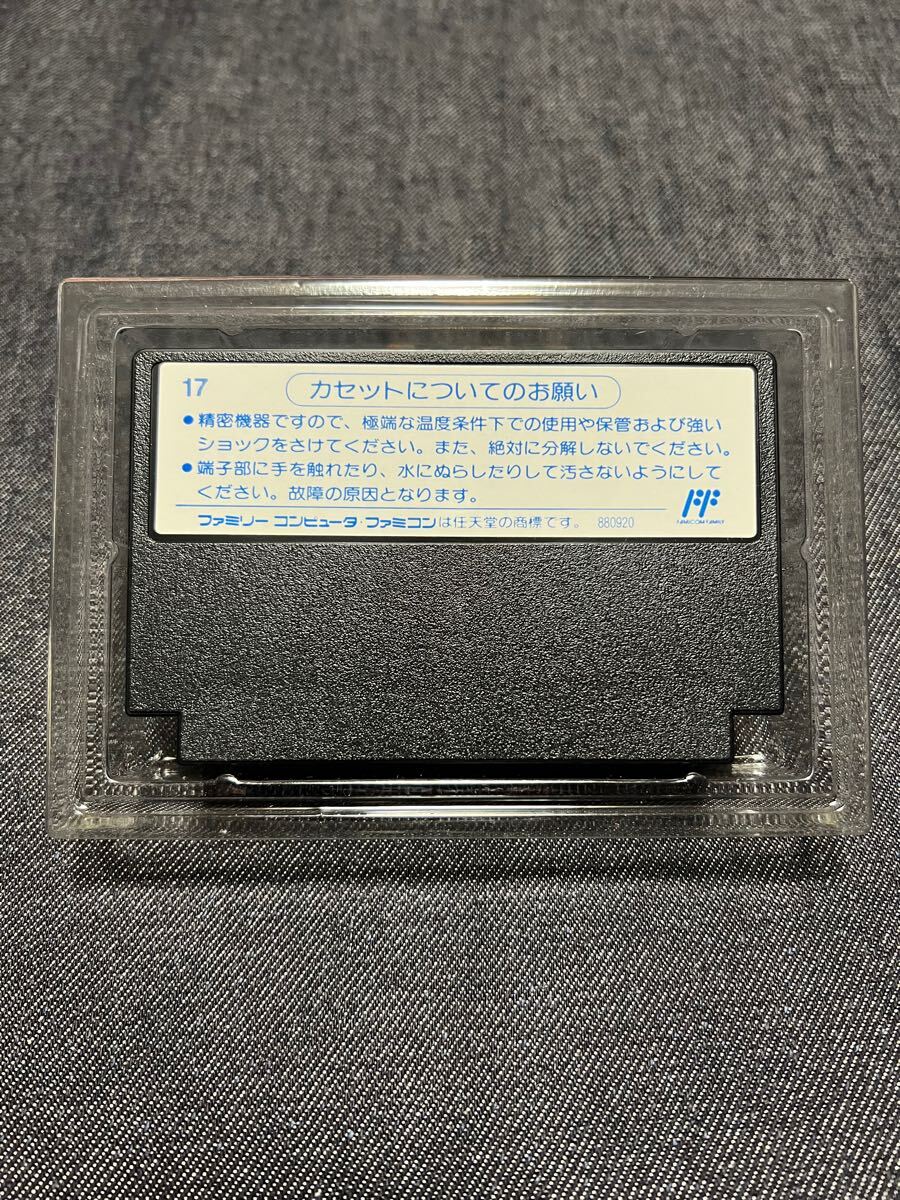 17
カセットについてのお願い
●精密機器ですので、極端な温度条件下での使用や保管および強い
ショックをさけてください。また、絶対に分解しないでください。
●端子部に手を触れたり、水にぬらしたりして汚さないようにして
ください。故障の原因となります。
FF
FAMICOM FAMILY
ファミリー コンピュータ・ファミコンは任天堂の商標です。 880920